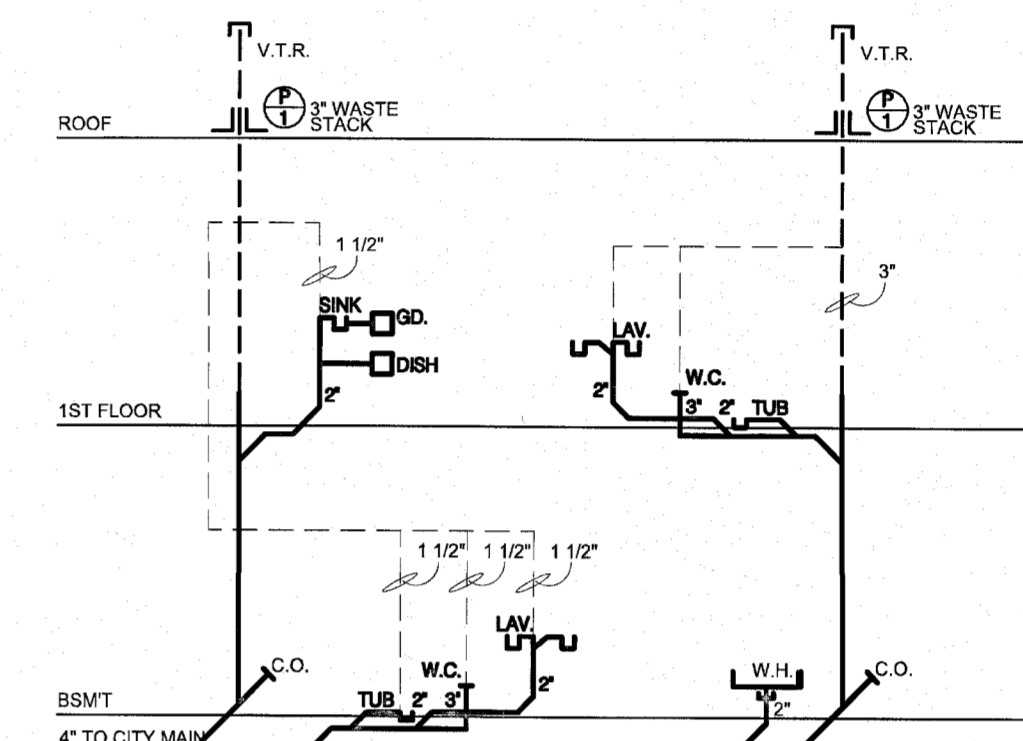 V.T.R.
V.T.R.
P
1
3" WASTE
STACK
P
1
3" WASTE
STACK
ROOF
1 1/2"
3"
SINK
GD.
DISH
2"
LAV.
2"
W.C.
3"
2"
TUB
1ST FLOOR
1 1/2"
1 1/2"
1 1/2"
LAV.
C.O.
W.C.
2"
TUB
2"
3"
W.H.
2"
C.O.
BSM'T
4" TO CITY MAIN